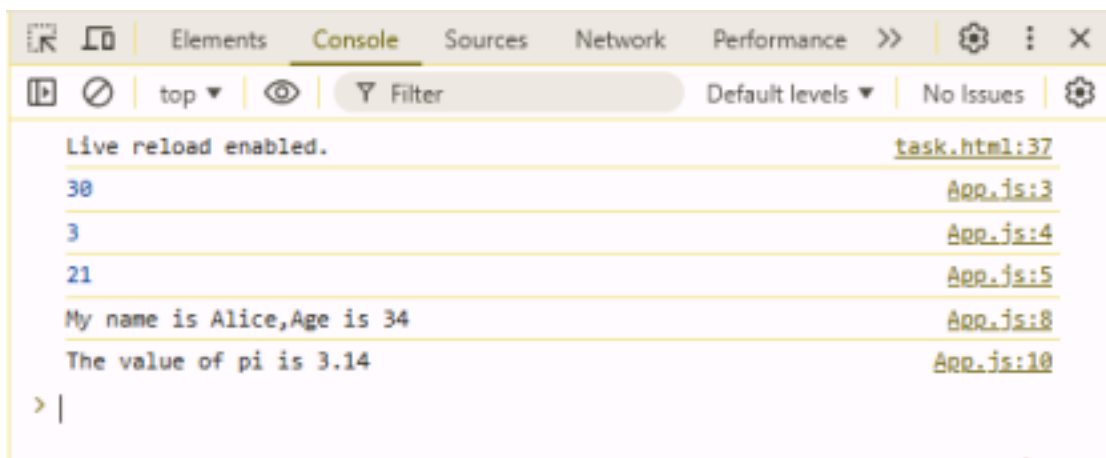 Elements Console Sources Network Performance >>
top ▼ Filter Default levels ▼ No Issues
Live reload enabled. task.html:37
30 App.js:3
3 App.js:4
21 App.js:5
My name is Alice,Age is 34 App.js:8
The value of pi is 3.14 App.js:10
>